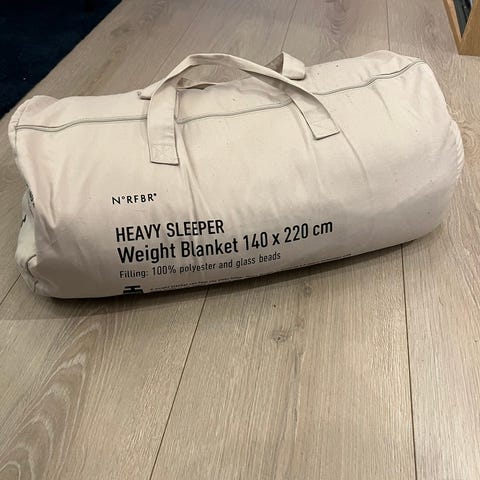 N°RFBR°
HEAVY SLEEPER
Weight Blanket 140 x 220 cm
Filling: 100% polyester and glass beads